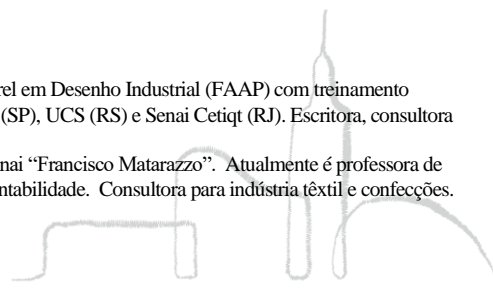 rel em Desenho Industrial (FAAP) com treinamento
(SP), UCS (RS) e Senai Cetiqt (RJ). Escritora, consultora
nai “Francisco Matarazzo”.  Atualmente é professora de
ntabilidade.  Consultora para indústria têxtil e confecções.